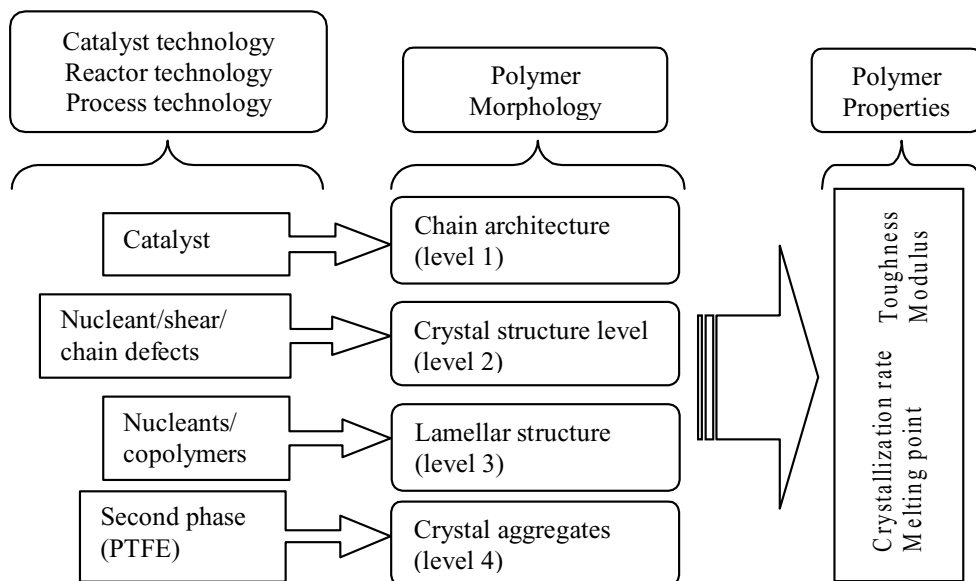 Catalyst technology
Reactor technology
Process technology
Polymer
Morphology
Polymer
Properties
Catalyst
Chain architecture
(level 1)
Nucleant/shear/
chain defects
Crystal structure level
(level 2)
Nucleants/
copolymers
Lamellar structure
(level 3)
Second phase
(PTFE)
Crystal aggregates
(level 4)
Crystallization rate Toughness
Melting point Modulus